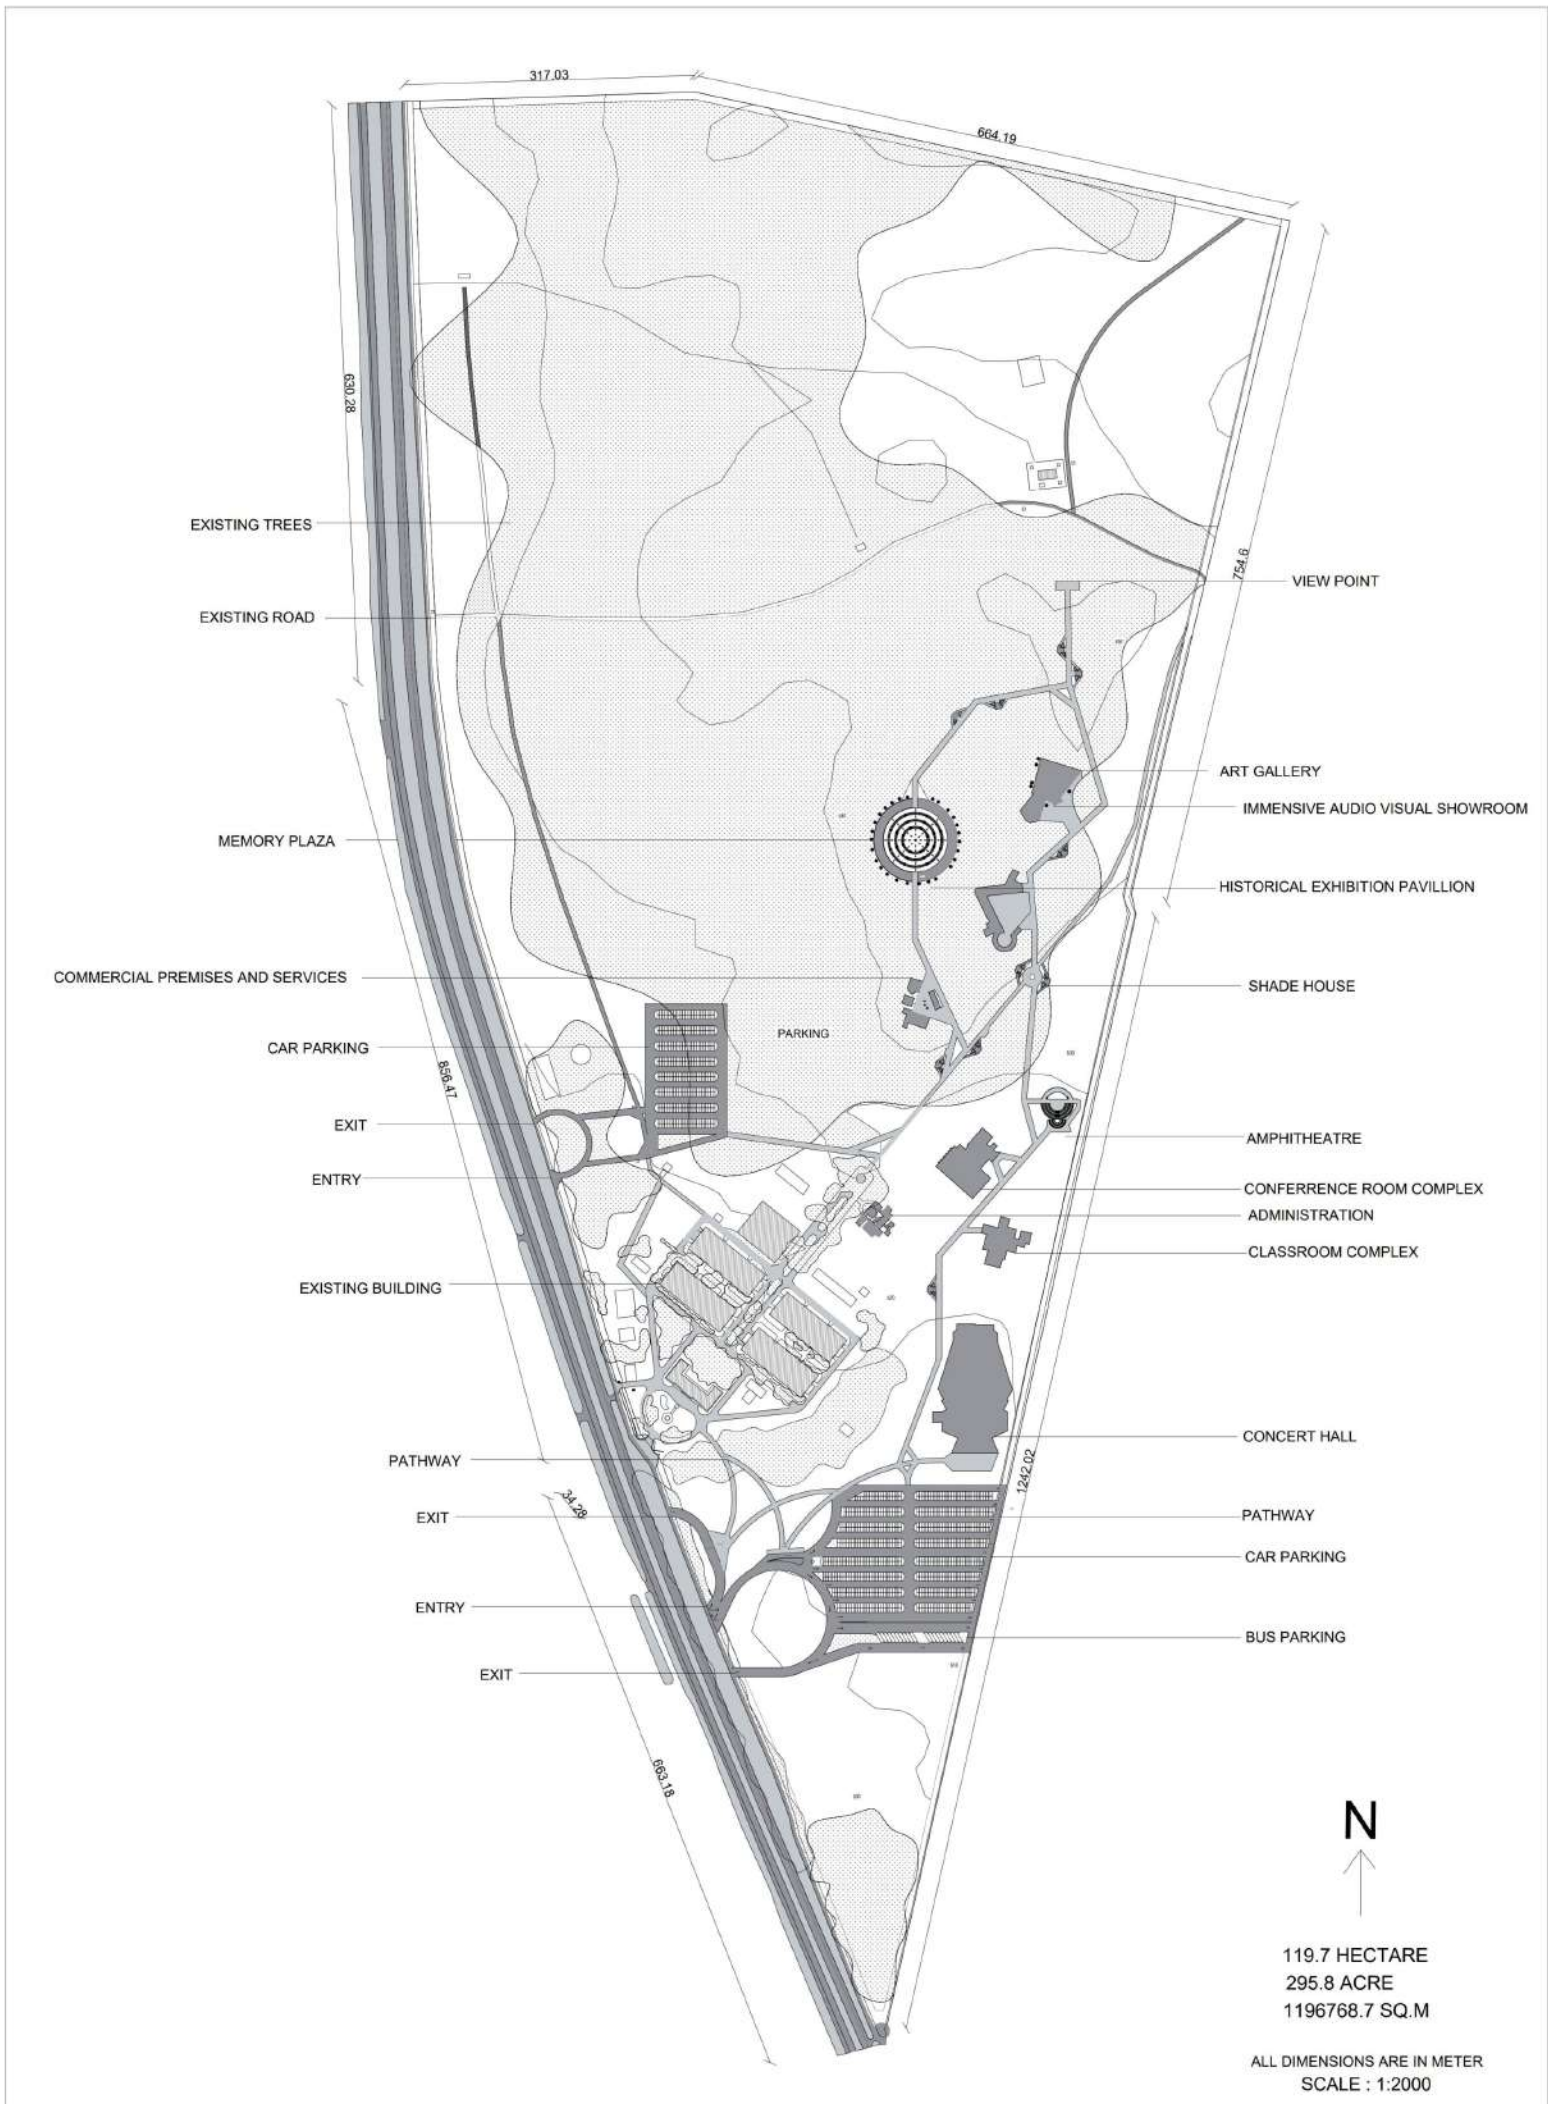 317.03
664.19
630.28
EXISTING TREES
754.6
VIEW POINT
EXISTING ROAD
ART GALLERY
IMMENSIVE AUDIO VISUAL SHOWROOM
MEMORY PLAZA
HISTORICAL EXHIBITION PAVILLION
COMMERCIAL PREMISES AND SERVICES
SHADE HOUSE
PARKING
CAR PARKING
856.47
EXIT
AMPHITHEATRE
ENTRY
CONFERRENCE ROOM COMPLEX
ADMINISTRATION
CLASSROOM COMPLEX
EXISTING BUILDING
CONCERT HALL
PATHWAY
1242.02
34.28
EXIT
PATHWAY
CAR PARKING
ENTRY
BUS PARKING
EXIT
663.18
N
119.7 HECTARE
295.8 ACRE
1196768.7 SQ.M
ALL DIMENSIONS ARE IN METER
SCALE : 1:2000